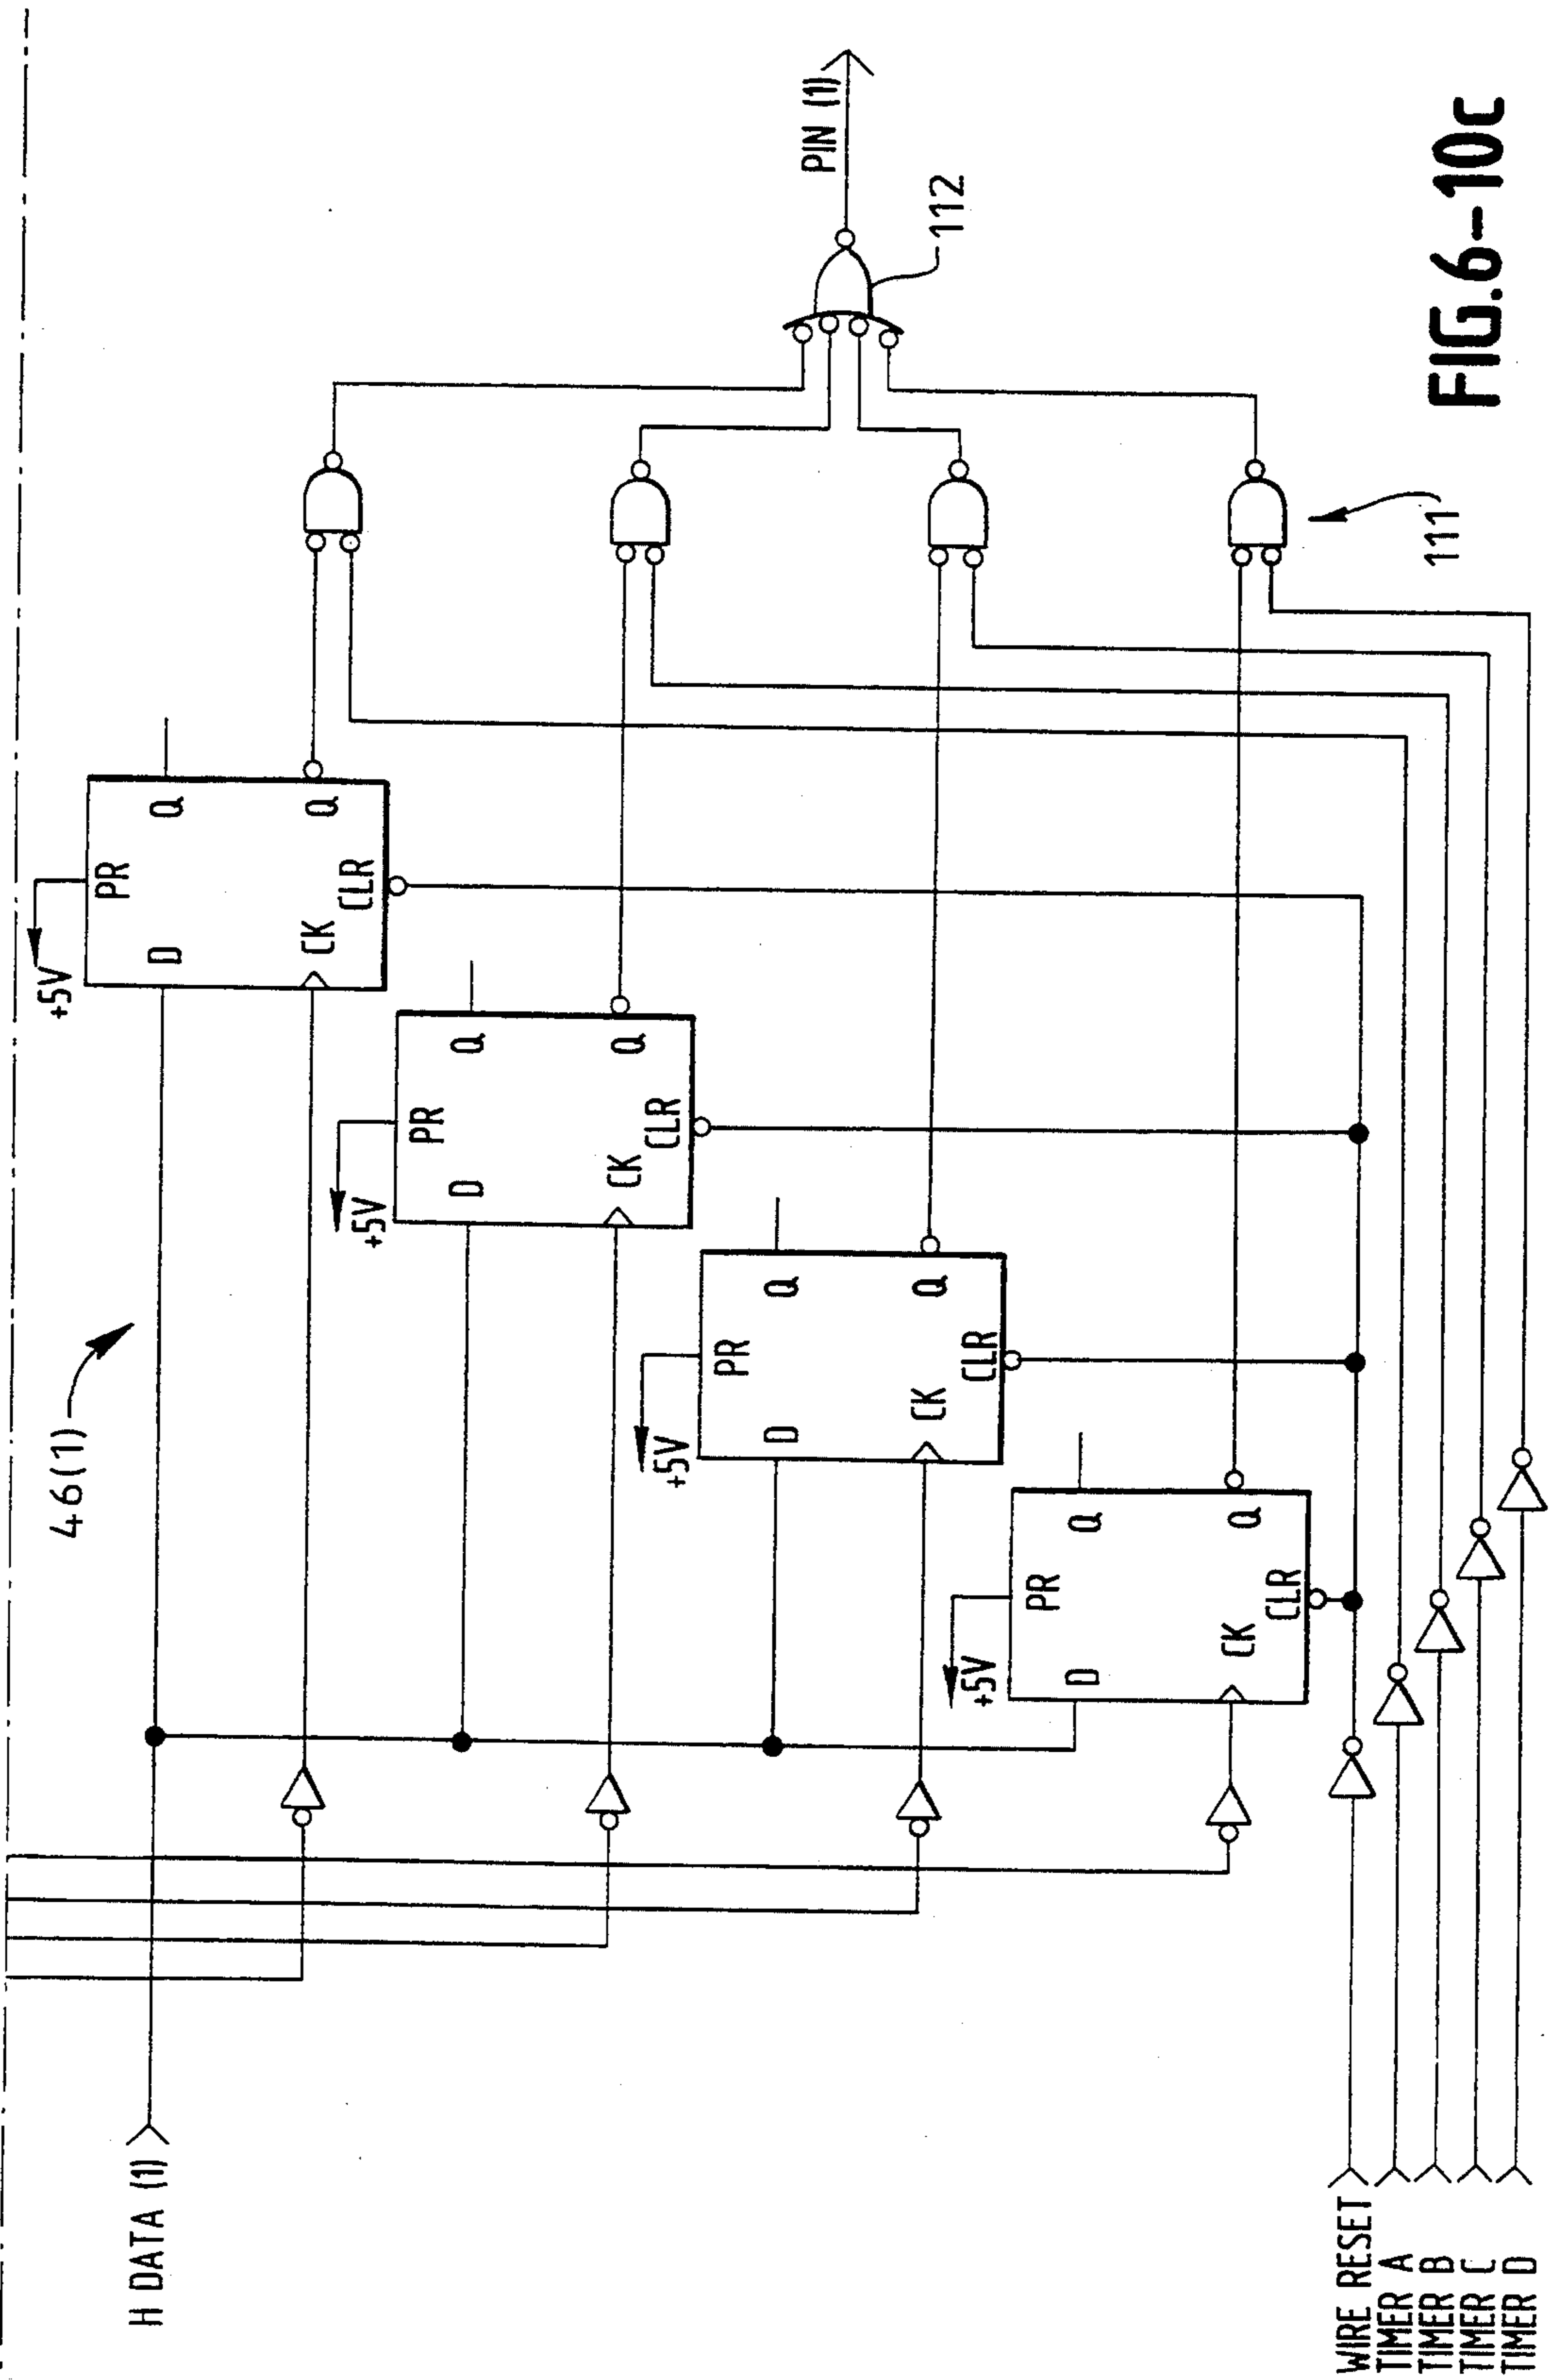 46(1)
H DATA (1)
+5V
PR
D
Q
CK
Q
CLR
+5V
PR
D
Q
CK
Q
CLR
+5V
PR
D
Q
CK
Q
CLR
+5V
PR
D
Q
CK
Q
CLR
PIN (1)
112
111
WIRE RESET
TIMER A
TIMER B
TIMER C
TIMER D
FIG.6-10c